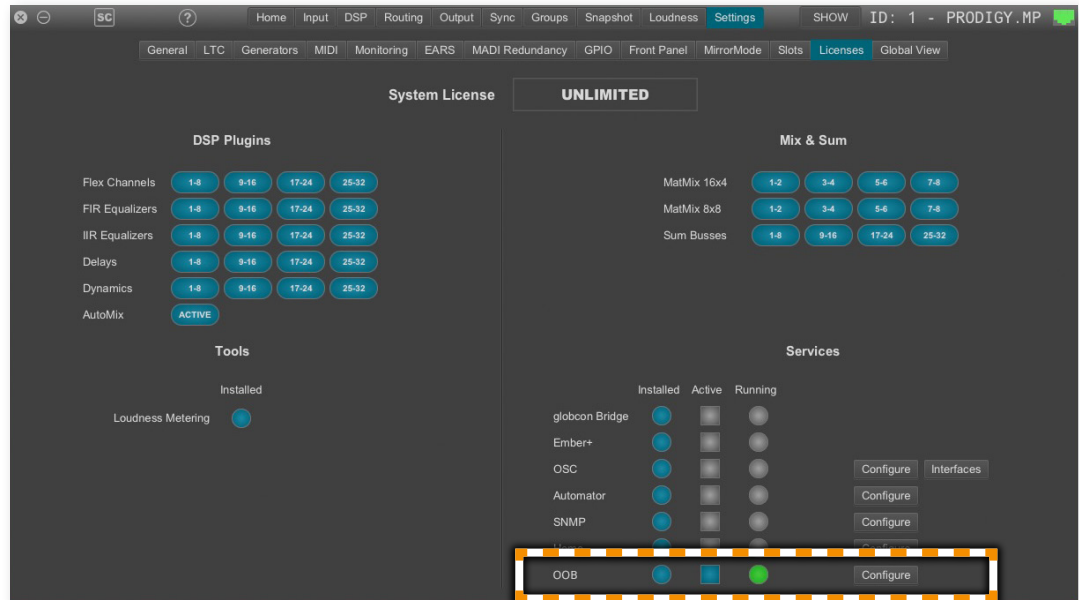 SC ? Home Input DSP Routing Output Sync Groups Snapshot Loudness Settings SHOW ID: 1 - PRODIGY.MP
General LTC Generators MIDI Monitoring EARS MADI Redundancy GPIO Front Panel MirrorMode Slots Licenses Global View
System License UNLIMITED
DSP Plugins
Flex Channels 1-8 9-16 17-24 25-32
FIR Equalizers 1-8 9-16 17-24 25-32
IIR Equalizers 1-8 9-16 17-24 25-32
Delays 1-8 9-16 17-24 25-32
Dynamics 1-8 9-16 17-24 25-32
AutoMix ACTIVE
Mix & Sum
MatMix 16x4 1-2 3-4 5-6 7-8
MatMix 8x8 1-2 3-4 5-6 7-8
Sum Busses 1-8 9-16 17-24 25-32
Tools
Installed
Loudness Metering
Services
Installed Active Running
globcon Bridge
Ember+
OSC Configure Interfaces
Automator Configure
SNMP Configure
OOB Configure